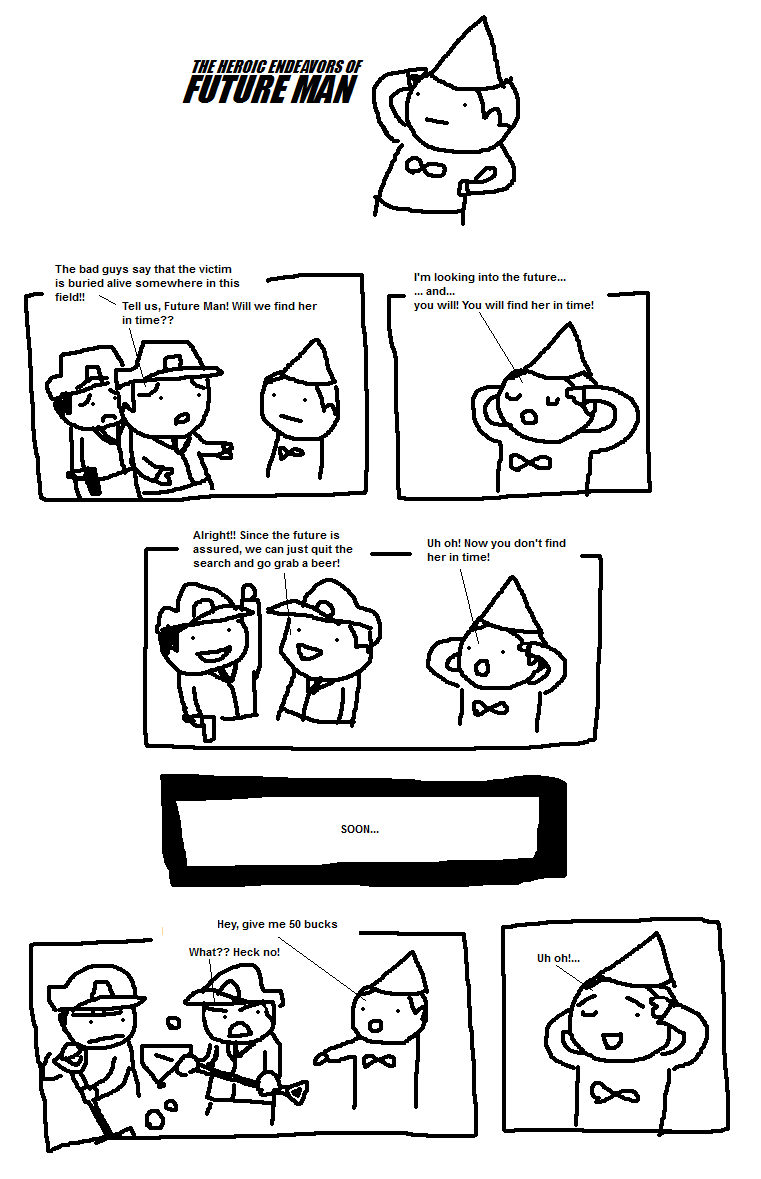 THE HEROIC ENDEAVORS OF
FUTURE MAN
The bad guys say that the victim
is buried alive somewhere in this
field!!
Tell us, Future Man! Will we find her
in time??
I'm looking into the future...
... and...
you will! You will find her in time!
Alright!! Since the future is
assured, we can just quit the
search and go grab a beer!
Uh oh! Now you don't find
her in time!
SOON...
Hey, give me 50 bucks
What?? Heck no!
Uh oh!...